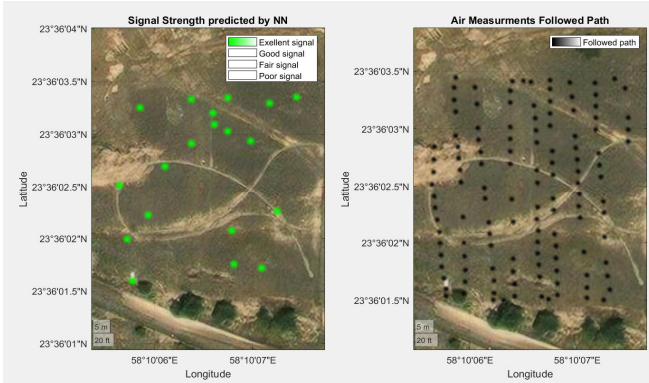 Signal Strength predicted by NN
Exellent signal
Good signal
Fair signal
Poor signal
23°36'04"N
23°36'03.5"N
23°36'03"N
23°36'02.5"N
23°36'02"N
23°36'01.5"N
23°36'01"N
Latitude
5 m
20 ft
58°10'06"E
58°10'07"E
Longitude
Air Measurments Followed Path
Followed path
23°36'03.5"N
23°36'03"N
23°36'02.5"N
23°36'02"N
23°36'01.5"N
Latitude
5 m
20 ft
58°10'06"E
58°10'07"E
Longitude